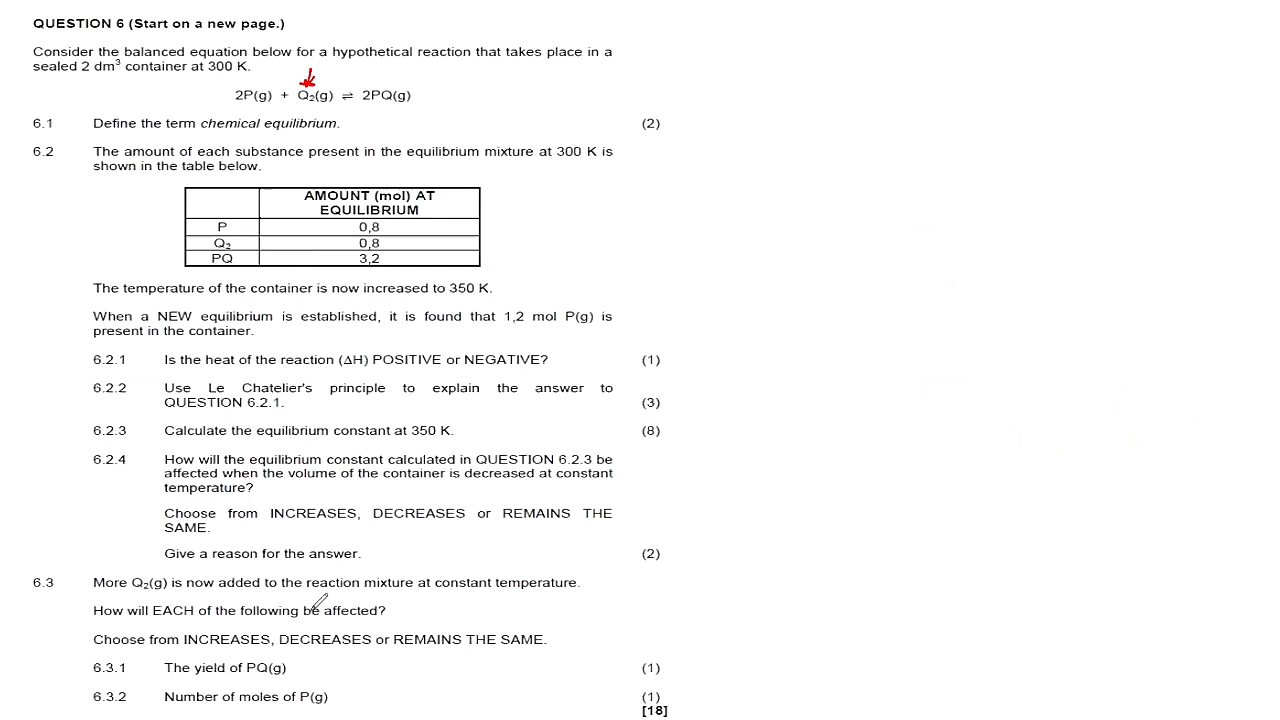 QUESTION 6 (Start on a new page.)
Consider the balanced equation below for a hypothetical reaction that takes place in a
sealed 2 dm³ container at 300 K.
2P(g) + Q₂(g) ⇌ 2PQ(g)
6.1 Define the term chemical equilibrium. (2)
6.2 The amount of each substance present in the equilibrium mixture at 300 K is
shown in the table below.
AMOUNT (mol) AT
EQUILIBRIUM
P 0,8
Q₂ 0,8
PQ 3,2
The temperature of the container is now increased to 350 K.
When a NEW equilibrium is established, it is found that 1,2 mol P(g) is
present in the container.
6.2.1 Is the heat of the reaction (ΔH) POSITIVE or NEGATIVE? (1)
6.2.2 Use Le Chatelier's principle to explain the answer to
QUESTION 6.2.1. (3)
6.2.3 Calculate the equilibrium constant at 350 K. (8)
6.2.4 How will the equilibrium constant calculated in QUESTION 6.2.3 be
affected when the volume of the container is decreased at constant
temperature?
Choose from INCREASES, DECREASES or REMAINS THE
SAME.
Give a reason for the answer. (2)
6.3 More Q₂(g) is now added to the reaction mixture at constant temperature.
How will EACH of the following be affected?
Choose from INCREASES, DECREASES or REMAINS THE SAME.
6.3.1 The yield of PQ(g) (1)
6.3.2 Number of moles of P(g) (1)
[18]